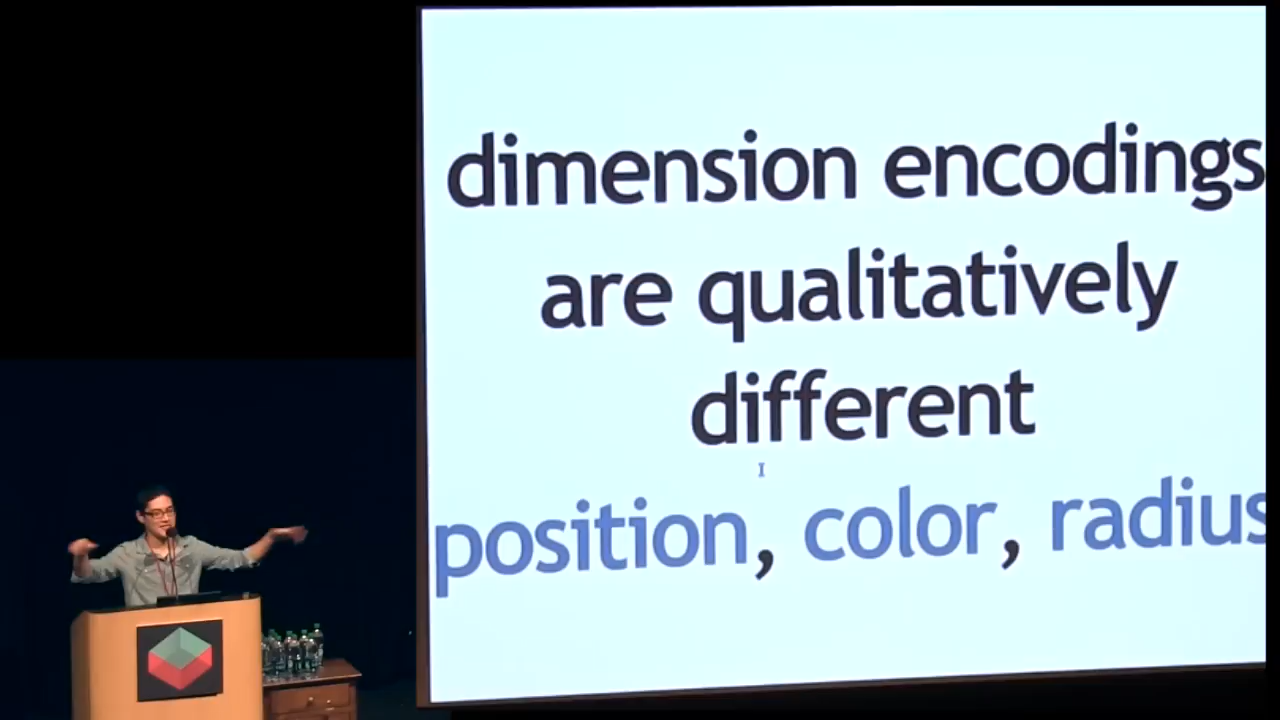 dimension encodings
are qualitatively
different
position, color, radius